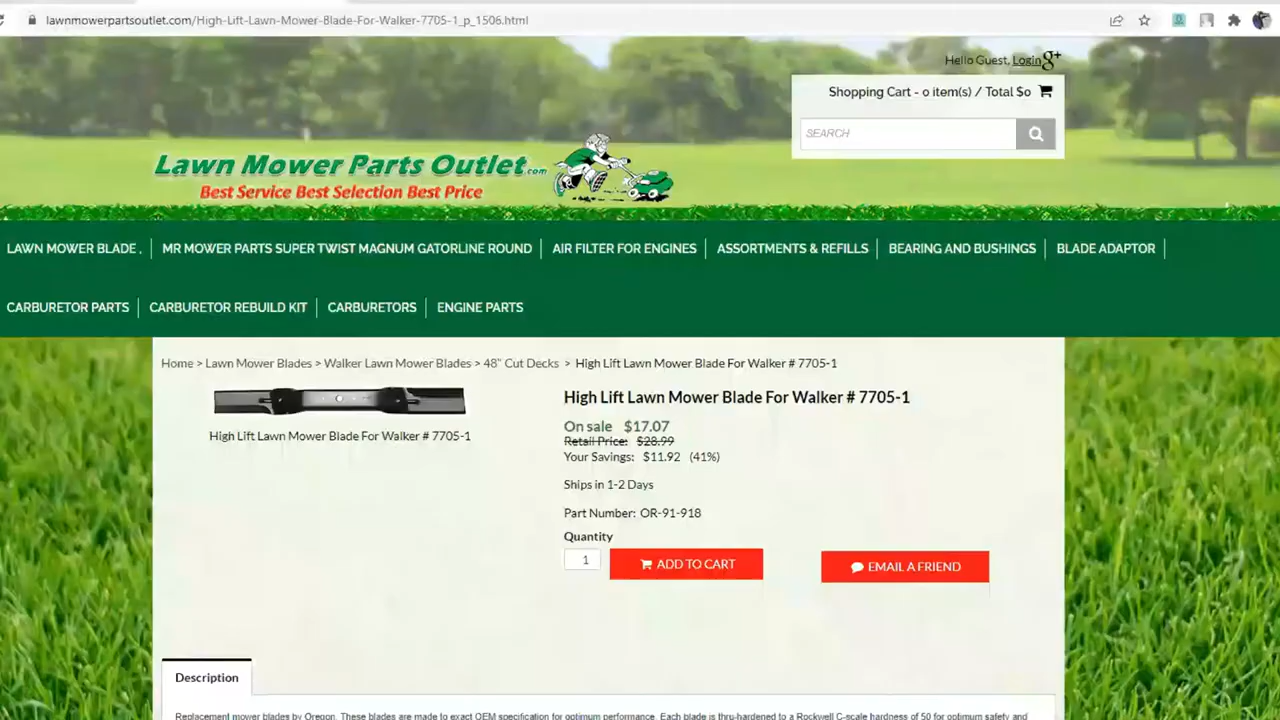 lawnmowerpartsoutlet.com/High-Lift-Lawn-Mower-Blade-For-Walker-7705-1_p_1506.html
Hello Guest, Login g+
Shopping Cart - 0 item(s) / Total $0
SEARCH
Lawn Mower Parts Outlet.com
Best Service Best Selection Best Price
LAWN MOWER BLADE , MR MOWER PARTS SUPER TWIST MAGNUM GATORLINE ROUND AIR FILTER FOR ENGINES ASSORTMENTS & REFILLS BEARING AND BUSHINGS BLADE ADAPTOR
CARBURETOR PARTS CARBURETOR REBUILD KIT CARBURETORS ENGINE PARTS
Home > Lawn Mower Blades > Walker Lawn Mower Blades > 48" Cut Decks > High Lift Lawn Mower Blade For Walker # 7705-1
High Lift Lawn Mower Blade For Walker # 7705-1
High Lift Lawn Mower Blade For Walker # 7705-1
On sale $17.07
Retail Price: $28.99
Your Savings: $11.92 (41%)
Ships in 1-2 Days
Part Number: OR-91-918
Quantity
1 ADD TO CART EMAIL A FRIEND
Description
Replacement mower blades by Oregon. These blades are made to exact OEM specification for optimum performance. Each blade is thru-hardened to a Rockwell C-scale hardness of 50 for optimum safety and